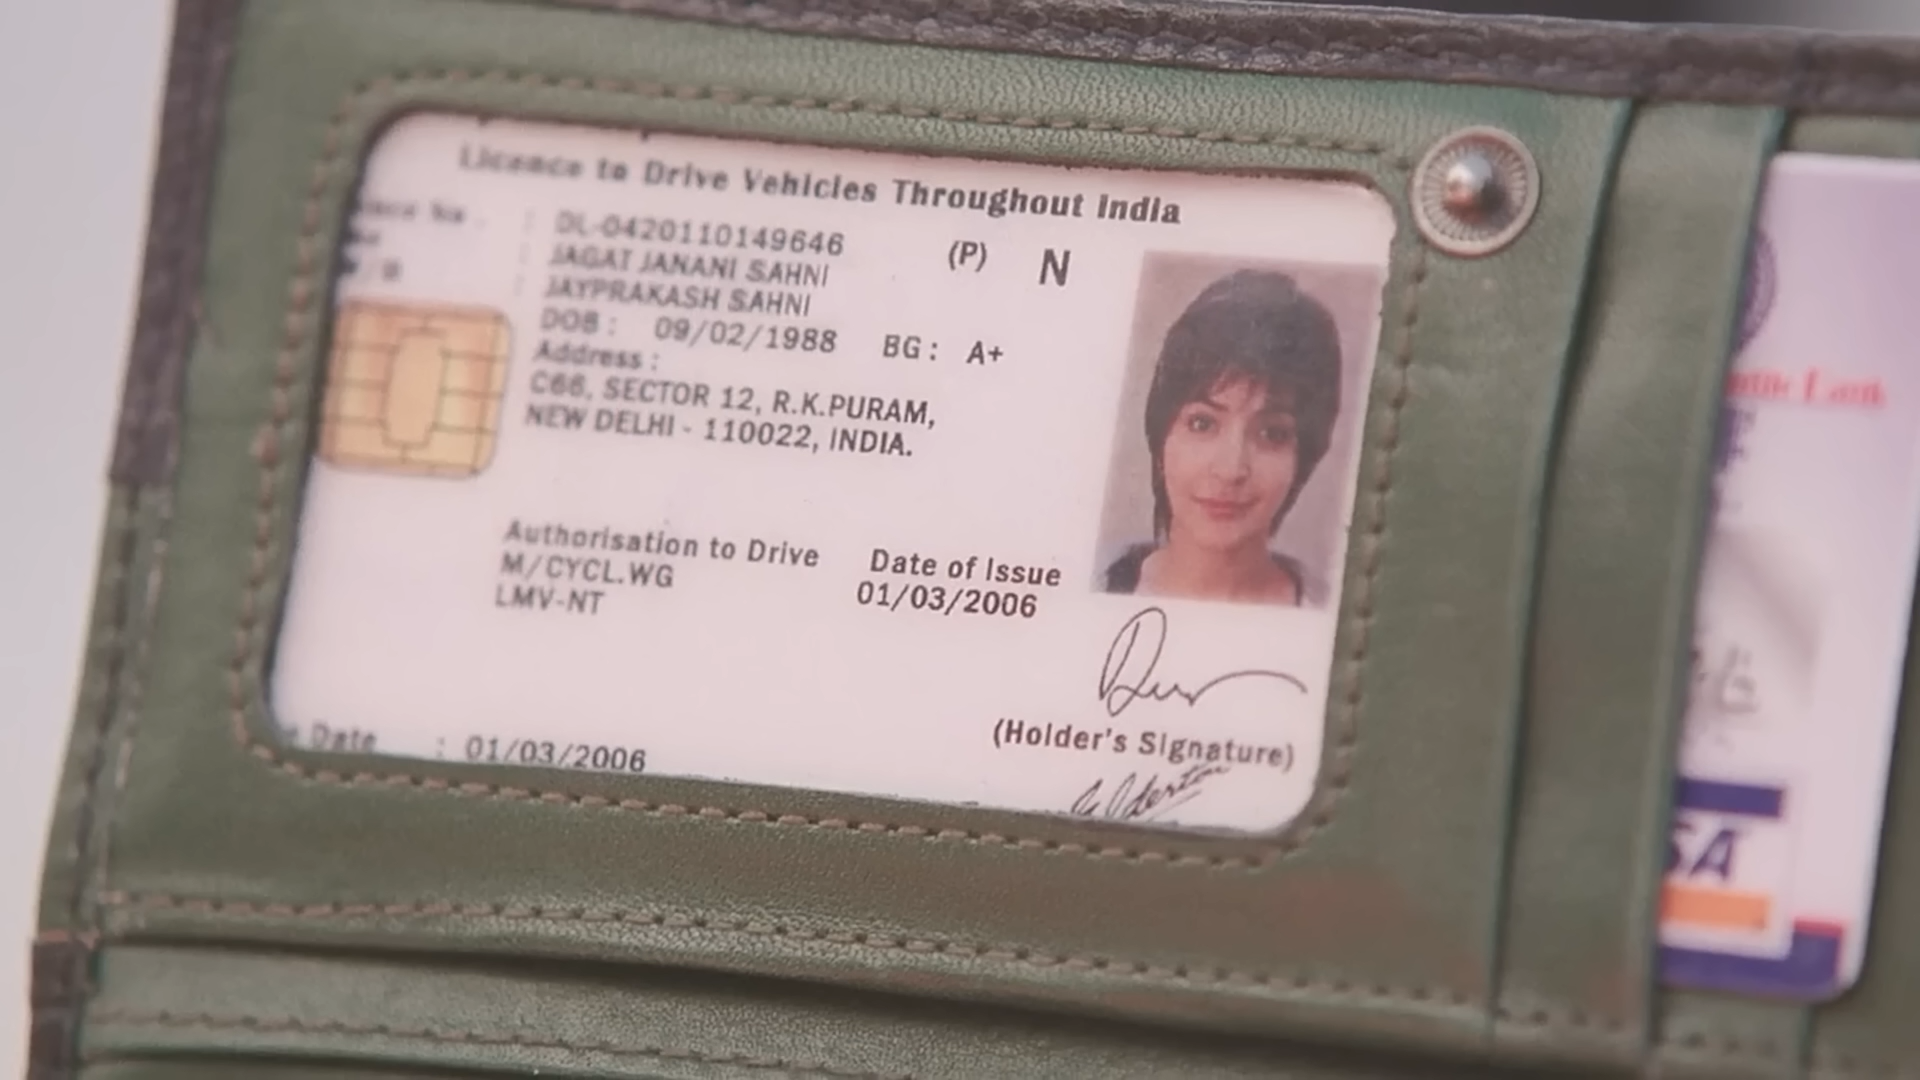 Licence to Drive Vehicles Throughout India
: DL-0420110149646 (P) N
: JAGAT JANANI SAHNI
: JAYPRAKASH SAHNI
DOB : 09/02/1988 BG : A+
Address :
C66, SECTOR 12, R.K.PURAM,
NEW DELHI - 110022, INDIA.
Authorisation to Drive Date of Issue
M/CYCL.WG 01/03/2006
LMV-NT
(Holder's Signature)
Date : 01/03/2006
SA